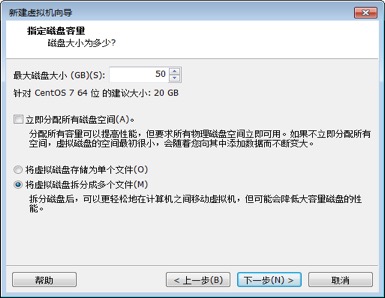 新建虚拟机向导
指定磁盘容量
磁盘大小为多少?
最大磁盘大小 (GB)(S): 50
针对 CentOS 7 64 位 的建议大小: 20 GB
立即分配所有磁盘空间(A)。
分配所有容量可以提高性能，但要求所有物理磁盘空间立即可用。如果不立即分配所有
空间，虚拟磁盘的空间最初很小，会随着您向其中添加数据而不断变大。
将虚拟磁盘存储为单个文件(O)
将虚拟磁盘拆分成多个文件(M)
拆分磁盘后，可以更轻松地在计算机之间移动虚拟机，但可能会降低大容量磁盘的性
能。
帮助 < 上一步(B) 下一步(N) > 取消